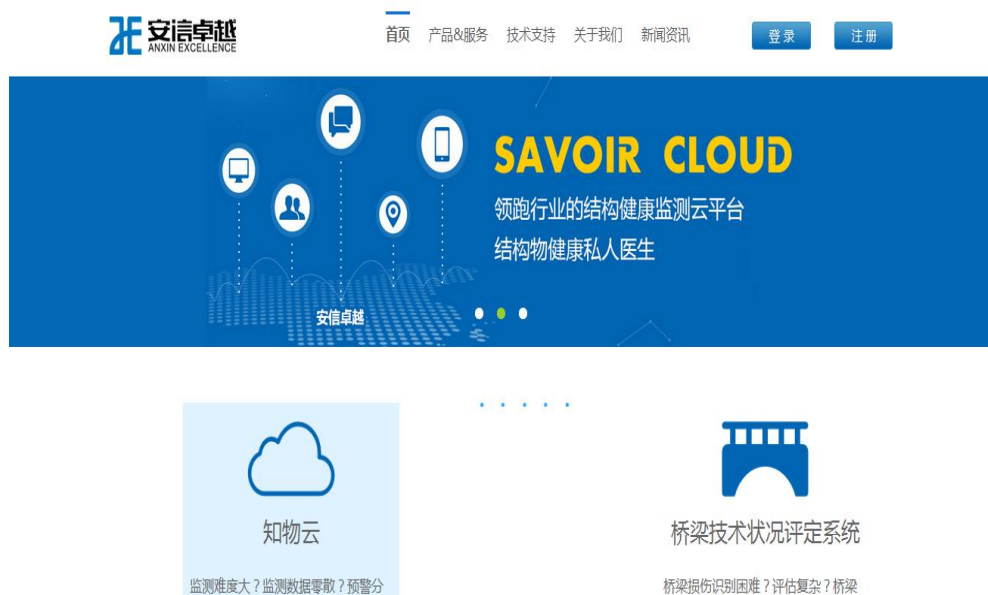 安信卓越
ANXIN EXCELLENCE
首页 产品&服务 技术支持 关于我们 新闻资讯 登录 注册
SAVOIR CLOUD
领跑行业的结构健康监测云平台
结构物健康私人医生
安信卓越
知物云
桥梁技术状况评定系统
监测难度大？监测数据零散？预警分
桥梁损伤识别困难？评估复杂？桥梁